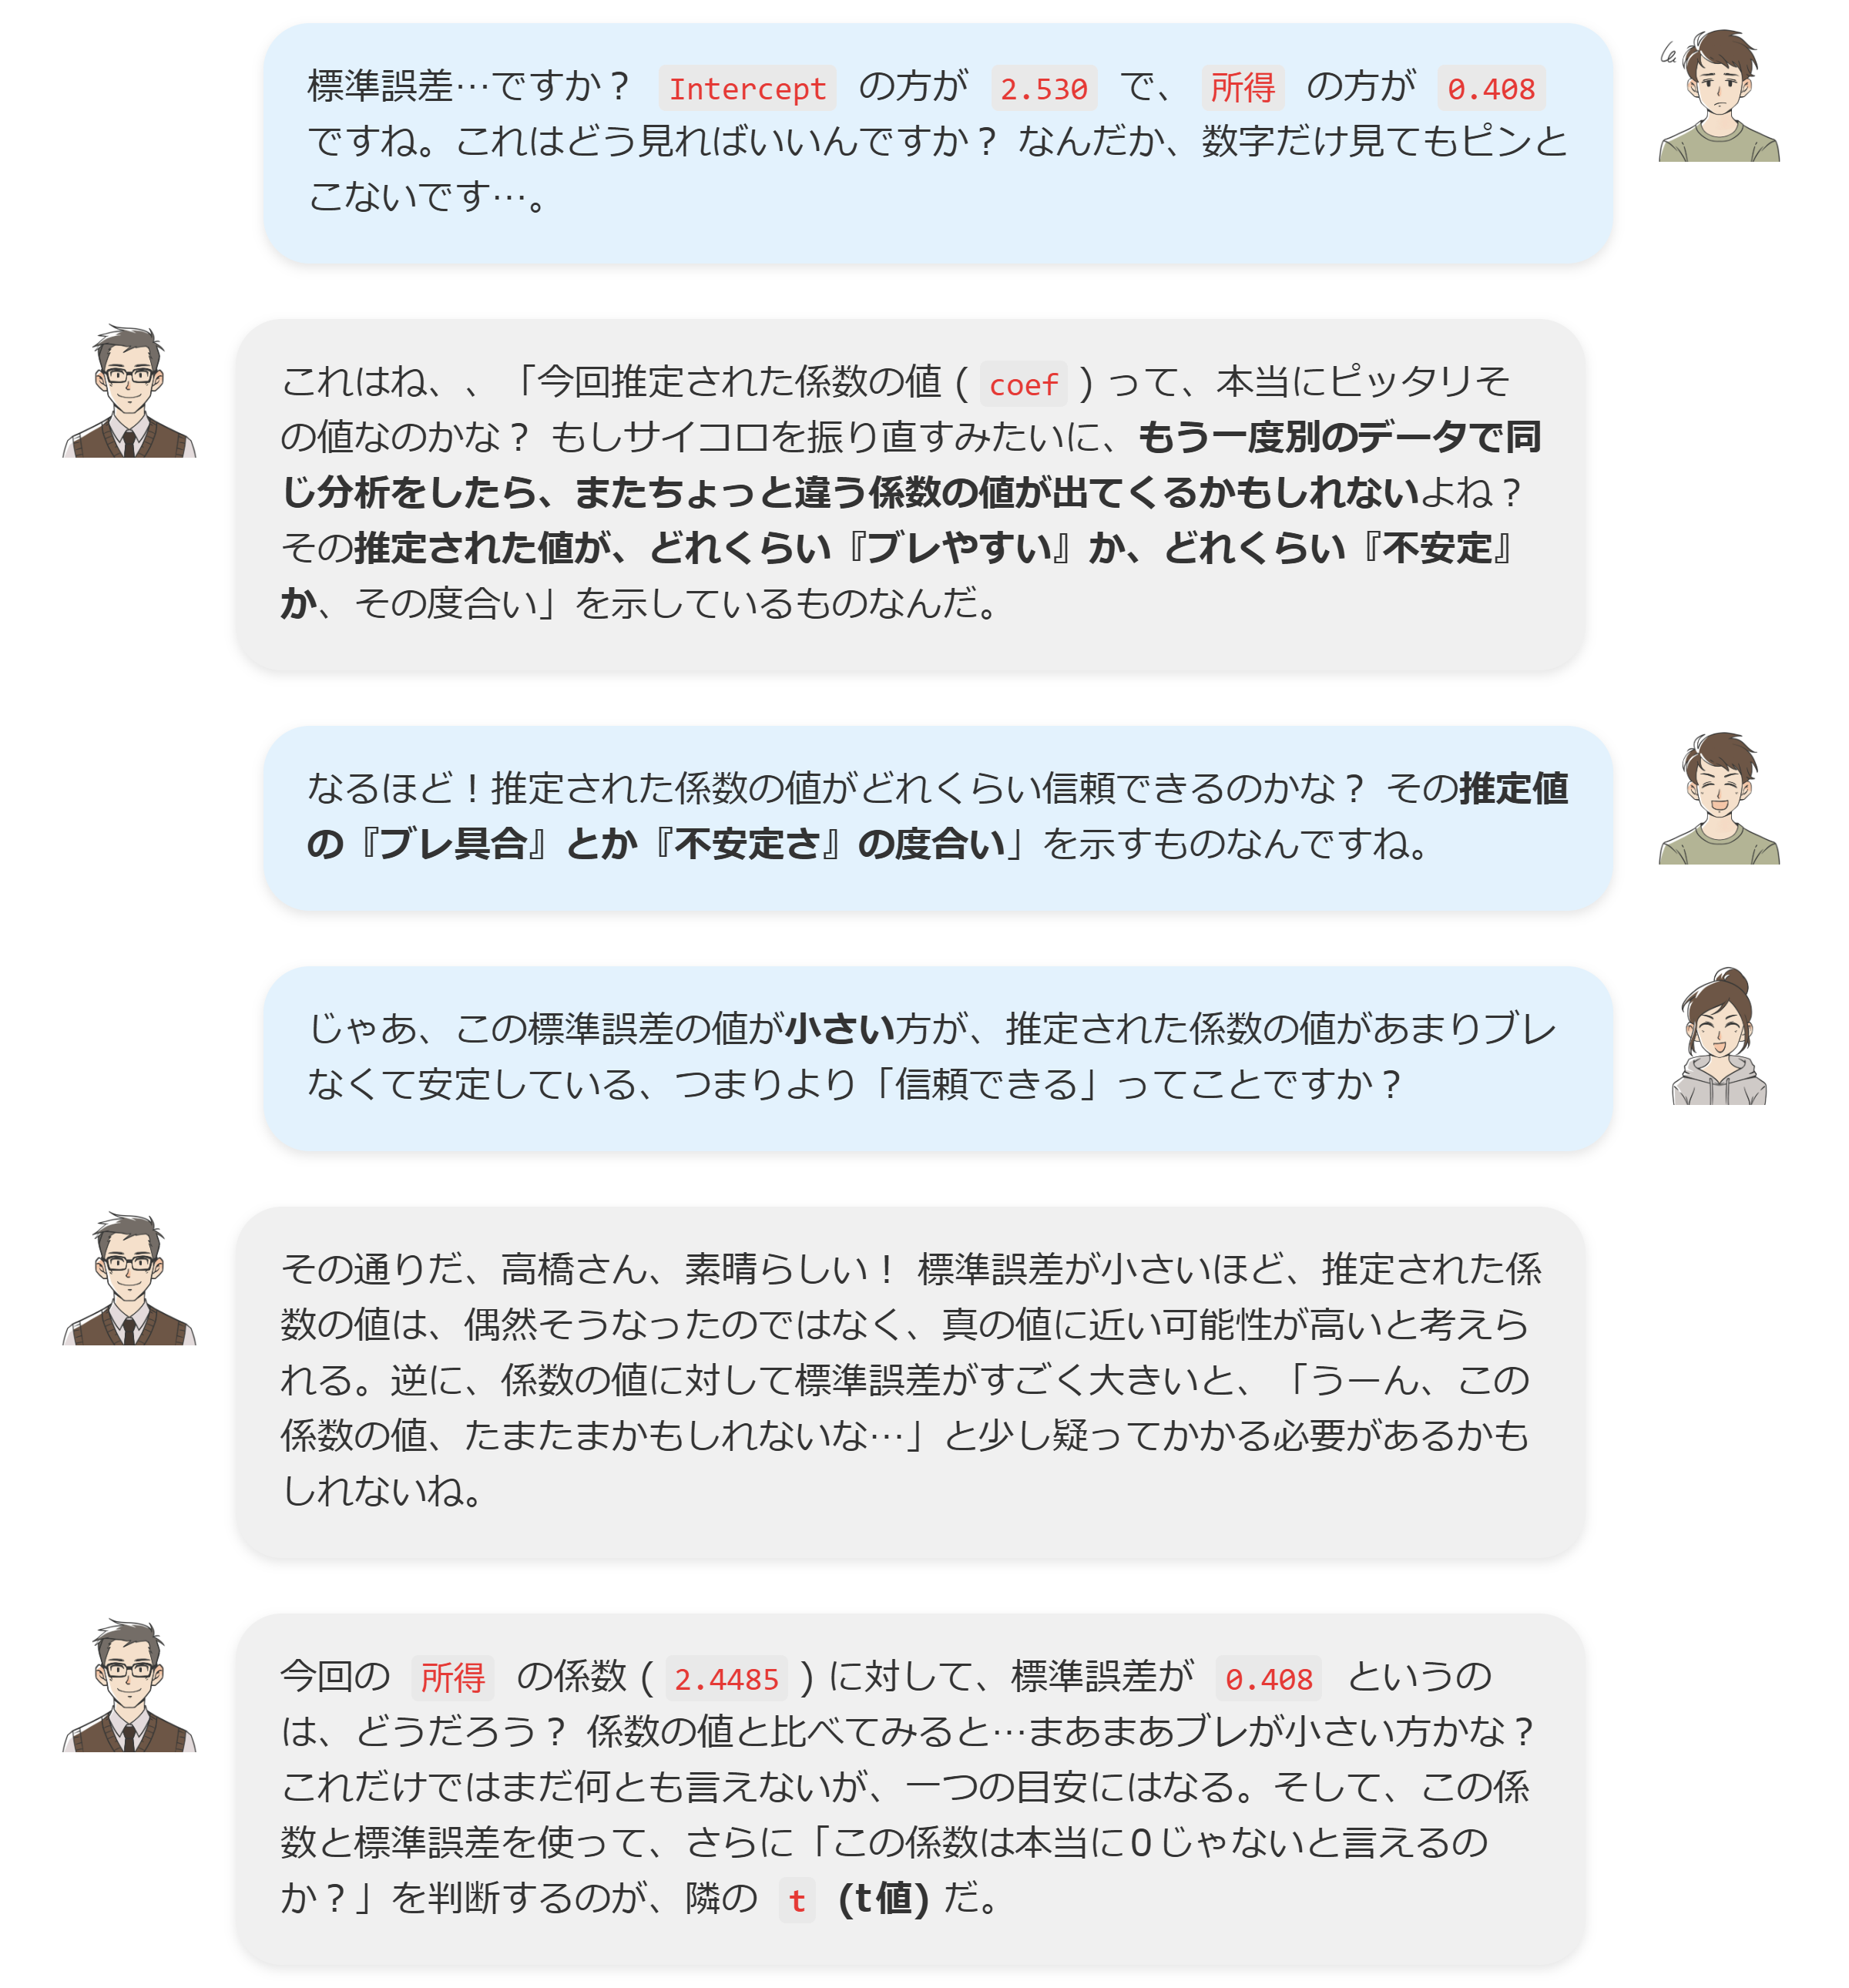 標準誤差…ですか？ Intercept の方が 2.530 で、 所得 の方が 0.408
ですね。これはどう見ればいいんですか？ なんだか、数字だけ見てもピンと
こないです…。
これはね、、「今回推定された係数の値 ( coef ) って、本当にピッタリそ
の値なのかな？ もしサイコロを振り直すみたいに、もう一度別のデータで同
じ分析をしたら、またちょっと違う係数の値が出てくるかもしれないよね？
その推定された値が、どれくらい『ブレやすい』か、どれくらい『不安定』
か、その度合い」を示しているものなんだ。
なるほど！推定された係数の値がどれくらい信頼できるのかな？ その推定値
の『ブレ具合』とか『不安定さ』の度合い」を示すものなんですね。
じゃあ、この標準誤差の値が小さい方が、推定された係数の値があまりブレ
なくて安定している、つまりより「信頼できる」ってことですか？
その通りだ、高橋さん、素晴らしい！ 標準誤差が小さいほど、推定された係
数の値は、偶然そうなったのではなく、真の値に近い可能性が高いと考えら
れる。逆に、係数の値に対して標準誤差がすごく大きいと、「うーん、この
係数の値、たまたまかもしれないな…」と少し疑ってかかる必要があるかも
しれないね。
今回の 所得 の係数 ( 2.4485 ) に対して、標準誤差が 0.408 というの
は、どうだろう？ 係数の値と比べてみると…まあまあブレが小さい方かな？
これだけではまだ何とも言えないが、一つの目安にはなる。そして、この係
数と標準誤差を使って、さらに「この係数は本当に０じゃないと言えるの
か？」を判断するのが、隣の t (t値) だ。